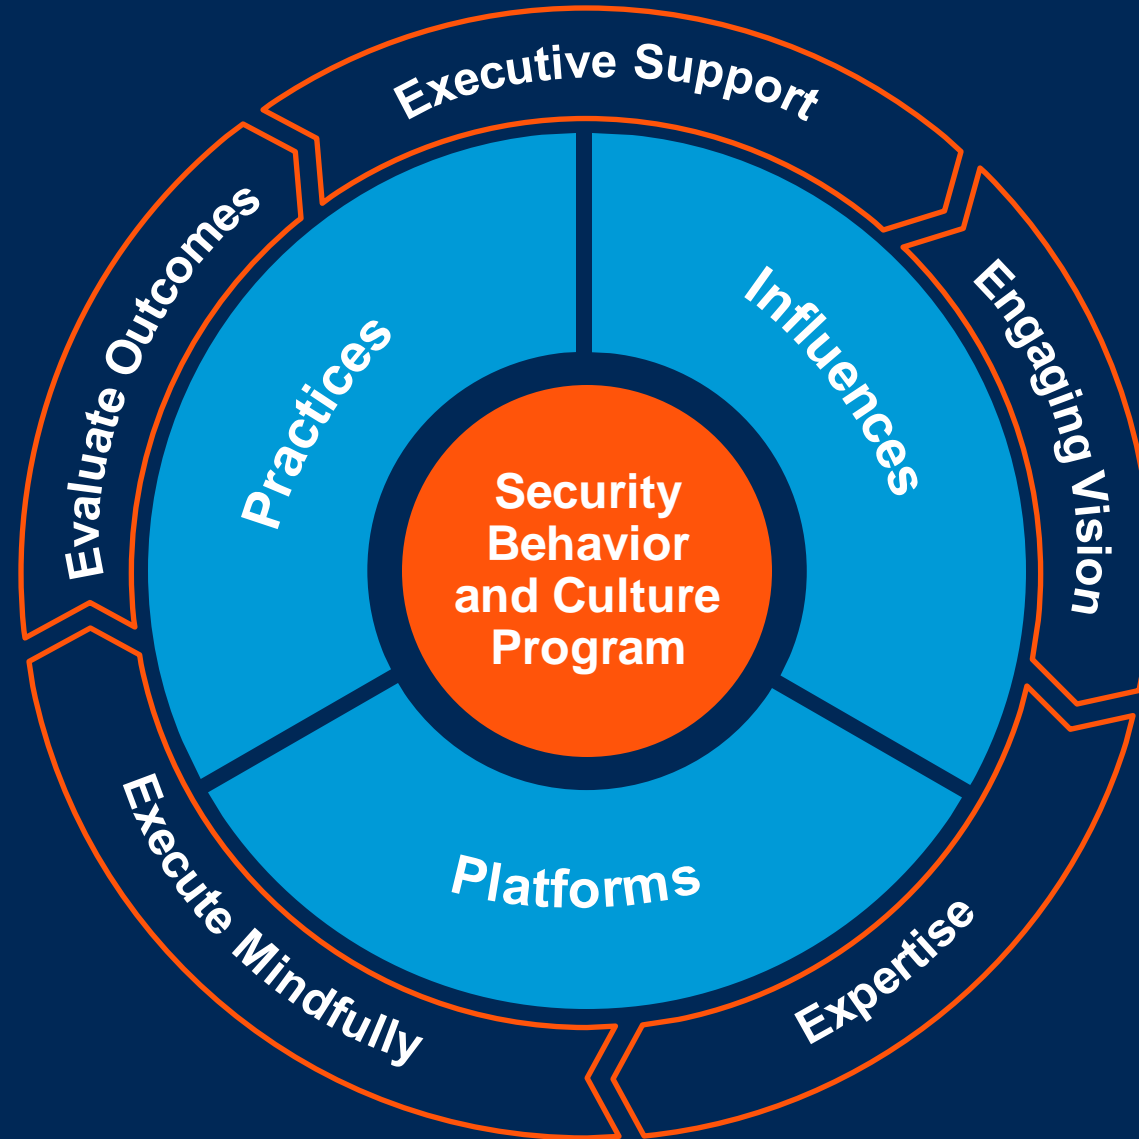 Executive Support
Engaging Vision
Expertise
Execute Mindfully
Evaluate Outcomes
Practices
Influences
Platforms
Security
Behavior
and Culture
Program